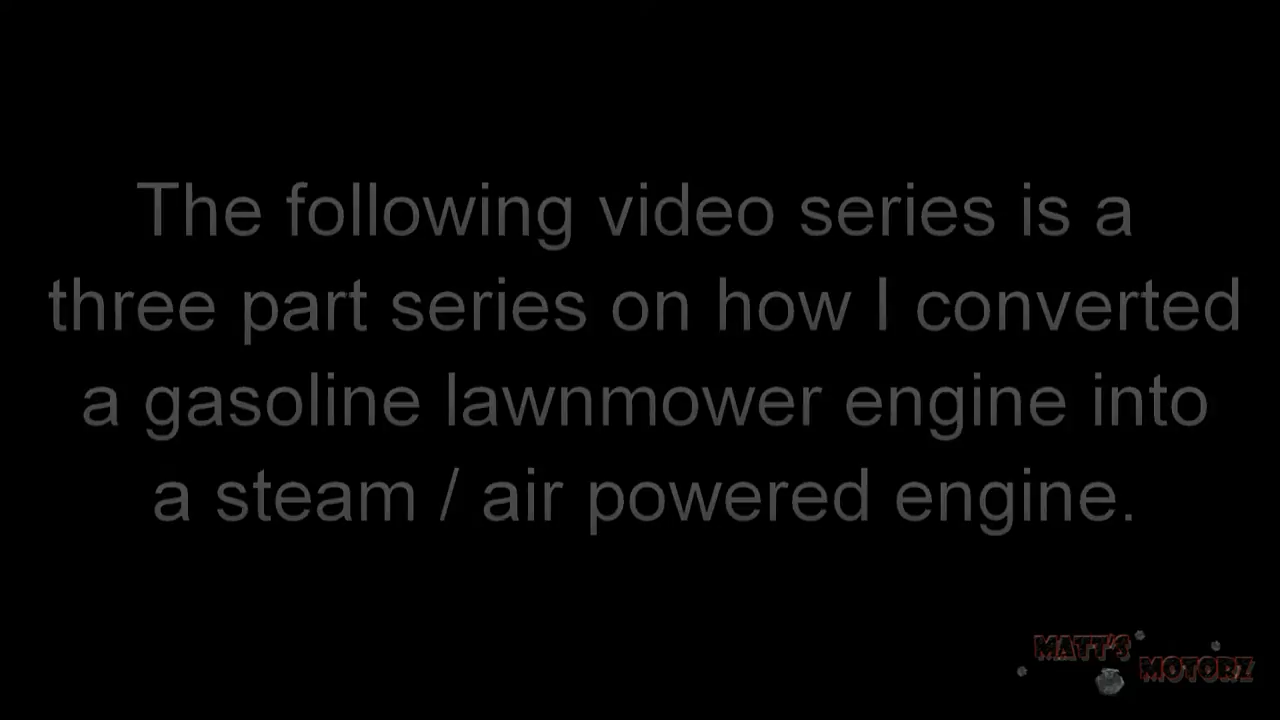 The following video series is a
three part series on how I converted
a gasoline lawnmower engine into
a steam / air powered engine.
MATT'S
MOTORZ